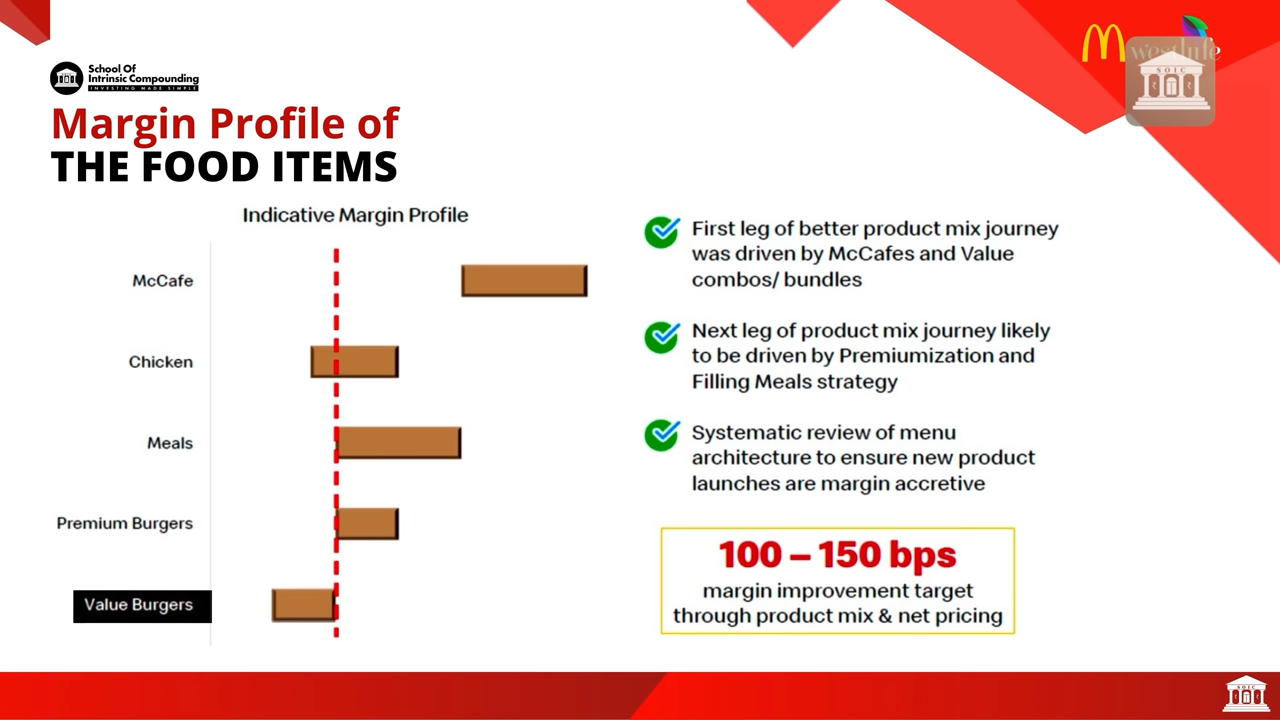 School Of
Intrinsic Compounding
INVESTING MADE SIMPLE
westlife
SOIC
Margin Profile of
THE FOOD ITEMS
Indicative Margin Profile
McCafe
Chicken
Meals
Premium Burgers
Value Burgers
First leg of better product mix journey
was driven by McCafes and Value
combos/ bundles
Next leg of product mix journey likely
to be driven by Premiumization and
Filling Meals strategy
Systematic review of menu
architecture to ensure new product
launches are margin accretive
100 – 150 bps
margin improvement target
through product mix & net pricing
SOIC